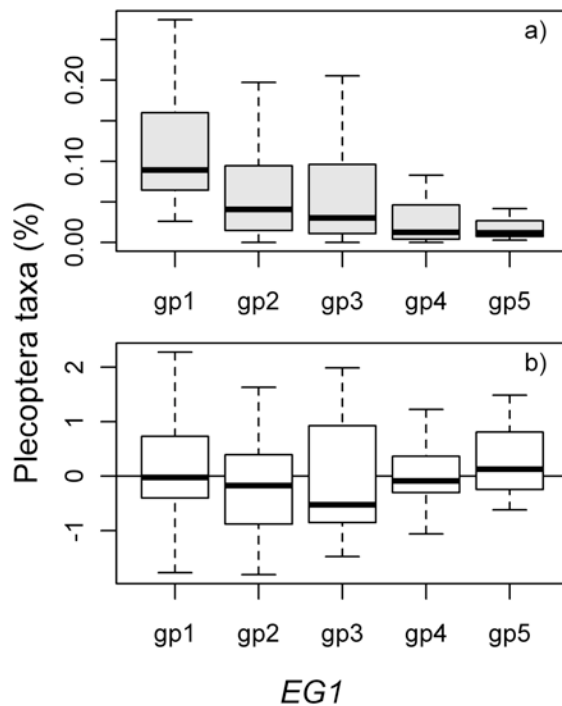 a)
0.20
0.10
0.00
gp1 gp2 gp3 gp4 gp5
Plecoptera taxa (%)
b)
2
1
0
-1
gp1 gp2 gp3 gp4 gp5
EG1